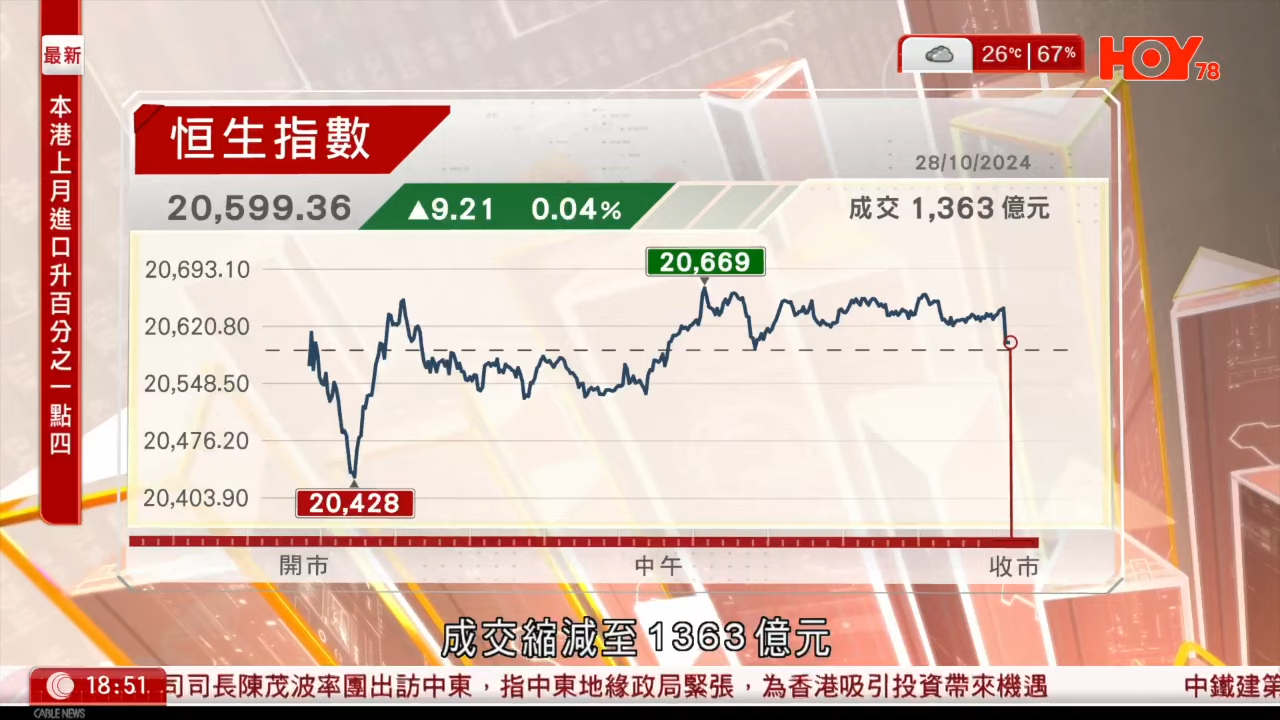 最新
本港上月進口升百分之一點四
26℃ 67%
HOY 78
恒生指數
28/10/2024
20,599.36 ▲9.21 0.04%
成交 1,363 億元
20,693.10
20,620.80
20,548.50
20,476.20
20,403.90
20,669
20,428
開市 中午 收市
成交縮減至1363億元
18:51 司司長陳茂波率團出訪中東，指中東地緣政局緊張，為香港吸引投資帶來機遇 中鐵建築
CABLE NEWS